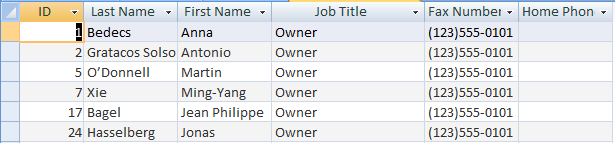 ID Last Name First Name Job Title Fax Number Home Phon
1 Bedecs Anna Owner (123)555-0101
2 Gratacos Solso Antonio Owner (123)555-0101
5 O’Donnell Martin Owner (123)555-0101
7 Xie Ming-Yang Owner (123)555-0101
17 Bagel Jean Philippe Owner (123)555-0101
24 Hasselberg Jonas Owner (123)555-0101